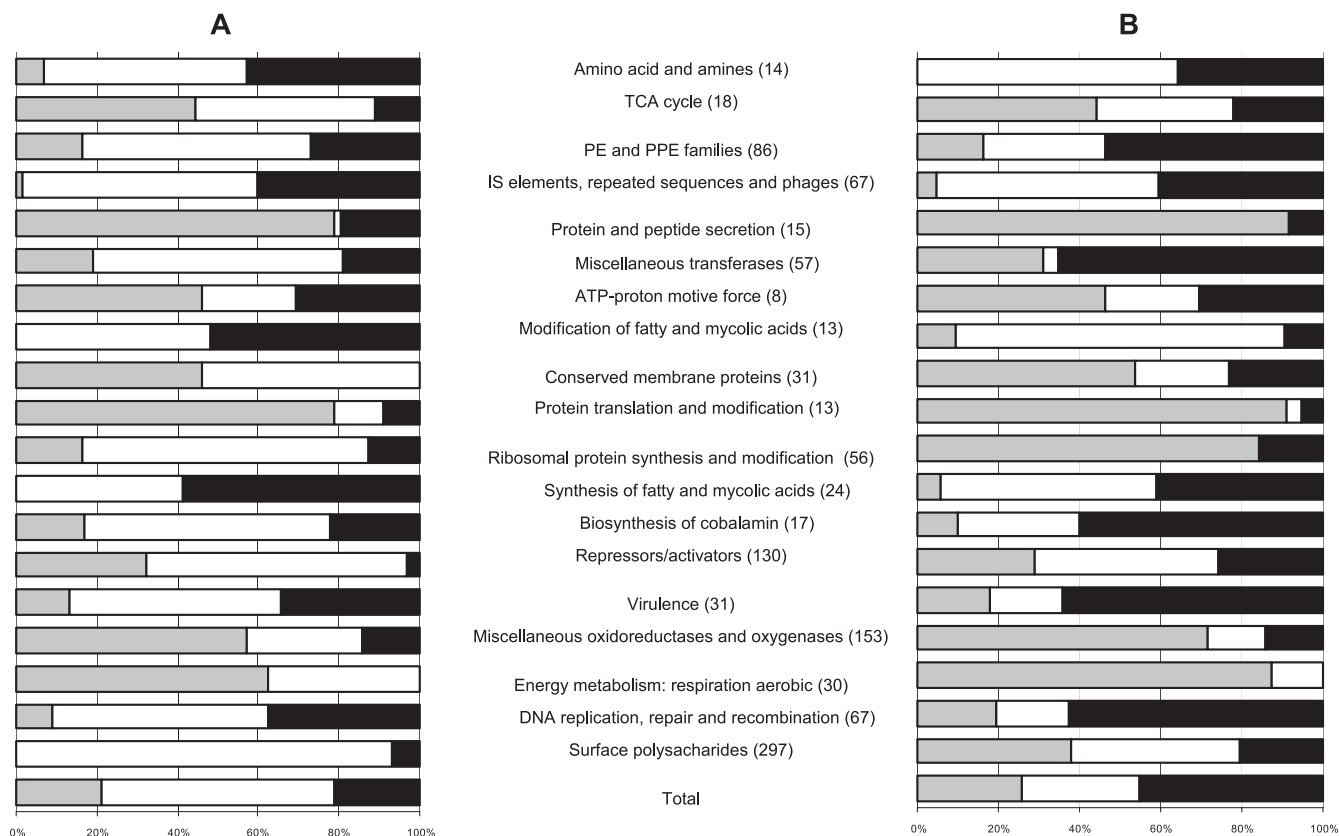 A
B
Amino acid and amines (14)
TCA cycle (18)
PE and PPE families (86)
IS elements, repeated sequences and phages (67)
Protein and peptide secretion (15)
Miscellaneous transferases (57)
ATP-proton motive force (8)
Modification of fatty and mycolic acids (13)
Conserved membrane proteins (31)
Protein translation and modification (13)
Ribosomal protein synthesis and modification (56)
Synthesis of fatty and mycolic acids (24)
Biosynthesis of cobalamin (17)
Repressors/activators (130)
Virulence (31)
Miscellaneous oxidoreductases and oxygenases (153)
Energy metabolism: respiration aerobic (30)
DNA replication, repair and recombination (67)
Surface polysacharides (297)
Total
0% 20% 40% 60% 80% 100%
0% 20% 40% 60% 80% 100%